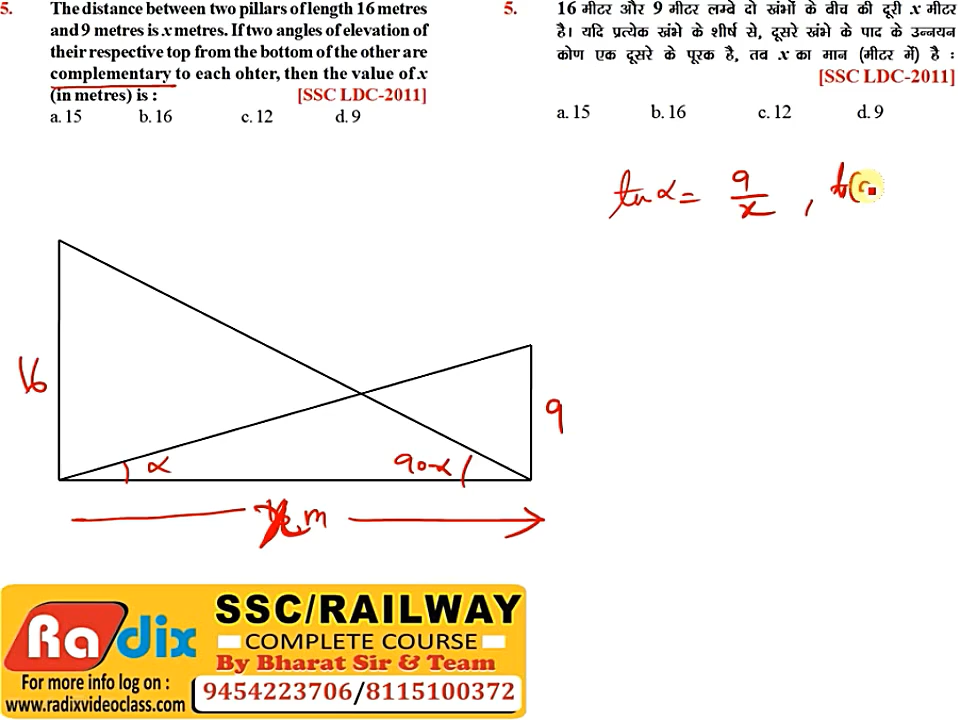 5. The distance between two pillars of length 16 metres
and 9 metres is x metres. If two angles of elevation of
their respective top from the bottom of the other are
complementary to each ohter, then the value of x
(in metres) is : [SSC LDC-2011]
a. 15 b. 16 c. 12 d. 9
5. 16 मीटर और 9 मीटर लम्बे दो खंभों के बीच की दूरी x मीटर
है। यदि प्रत्येक खंभे के शीर्ष से, दूसरे खंभे के पाद के उन्नयन
कोण एक दूसरे के पूरक है, तब x का मान (मीटर में) है :
[SSC LDC-2011]
a. 15 b. 16 c. 12 d. 9
tan α = 9/x ,
16
9
α
90-α
x m
Radix
For more info log on :
www.radixvideoclass.com
SSC/RAILWAY
COMPLETE COURSE
By Bharat Sir & Team
9454223706/8115100372